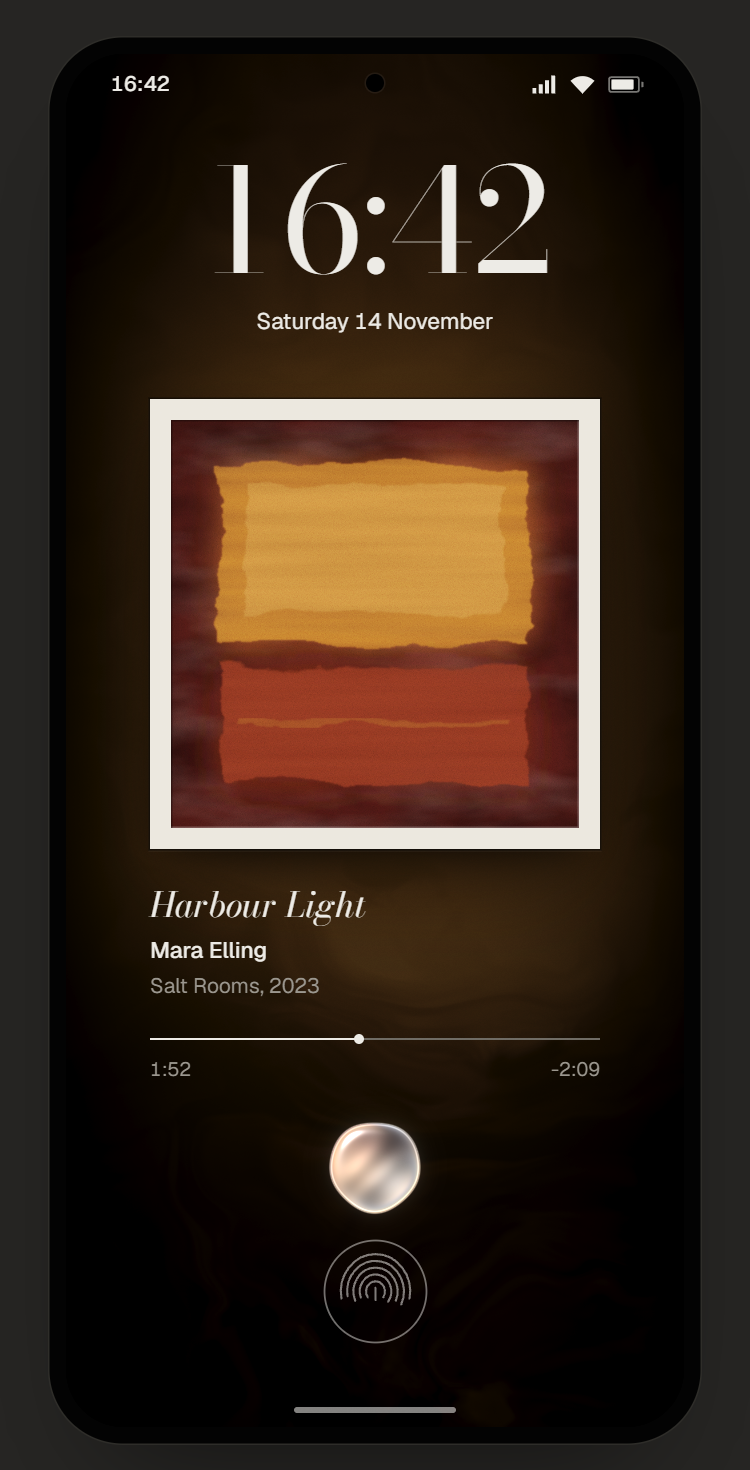 16:42
16:42
Saturday 14 November
Harbour Light
Mara Elling
Salt Rooms, 2023
1:52 -2:09